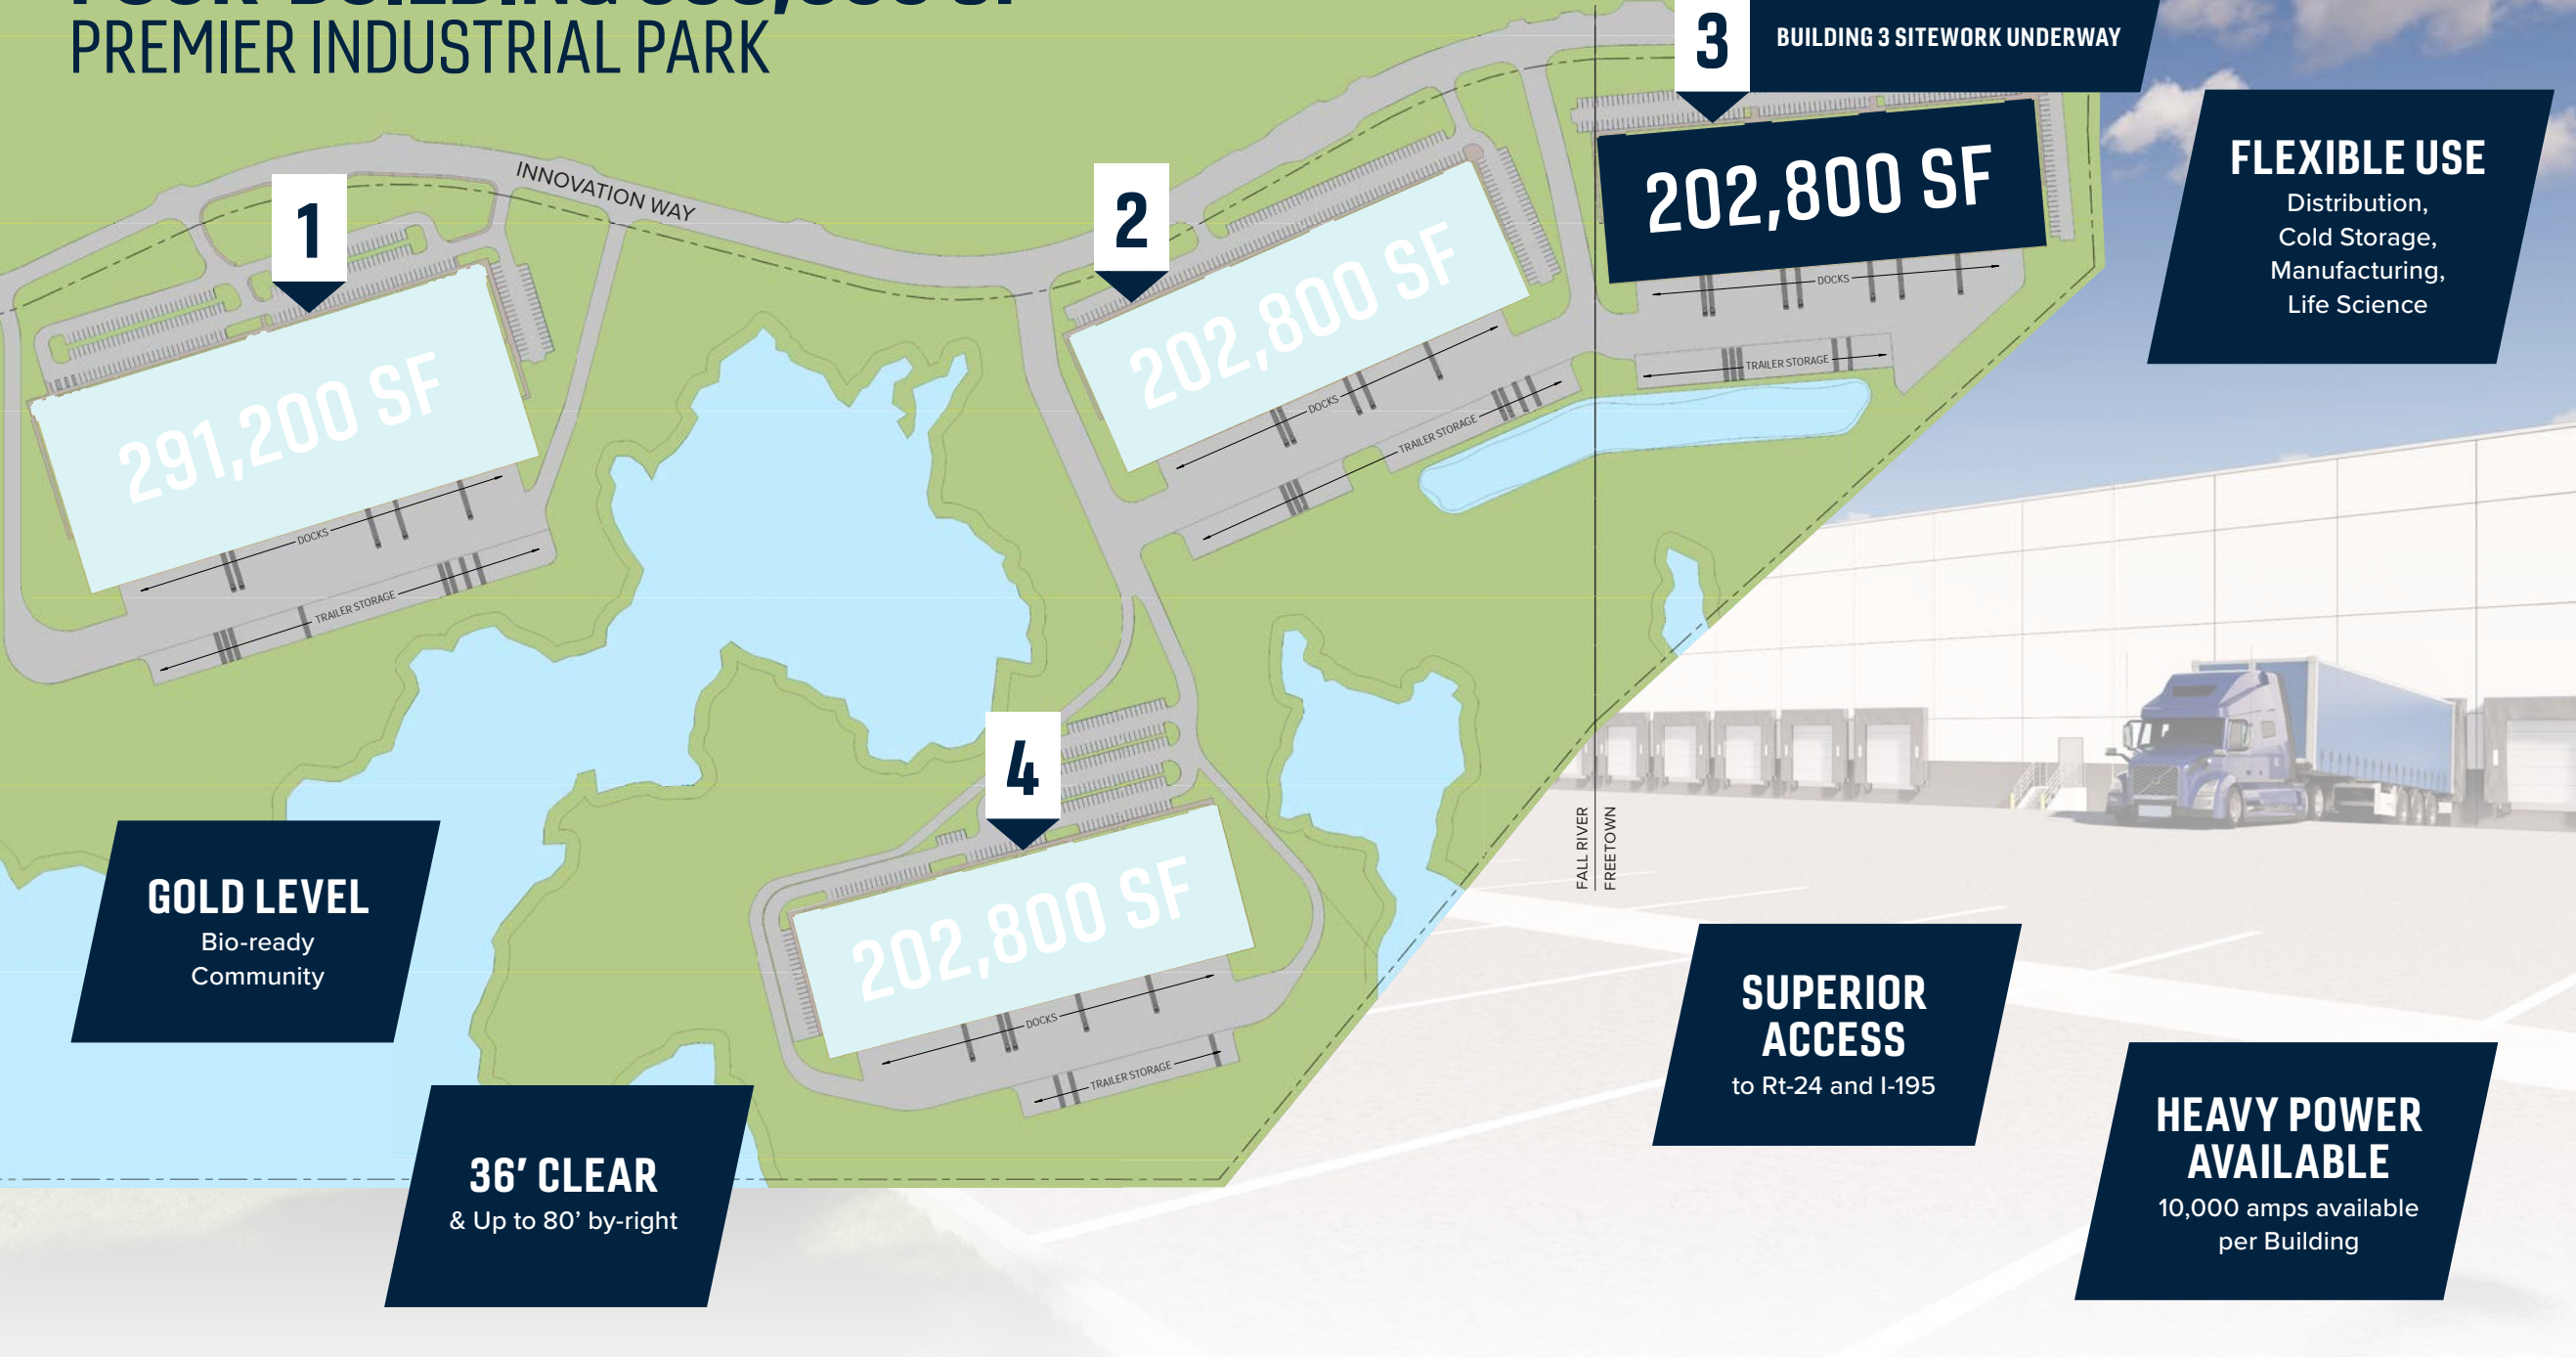 PREMIER INDUSTRIAL PARK
3
BUILDING 3 SITEWORK UNDERWAY
202,800 SF
DOCKS
TRAILER STORAGE
FLEXIBLE USE
Distribution,
Cold Storage,
Manufacturing,
Life Science
INNOVATION WAY
1
291,200 SF
DOCKS
TRAILER STORAGE
2
202,800 SF
DOCKS
TRAILER STORAGE
4
202,800 SF
DOCKS
TRAILER STORAGE
FALL RIVER
FREETOWN
GOLD LEVEL
Bio-ready
Community
36' CLEAR
& Up to 80’ by-right
SUPERIOR
ACCESS
to Rt-24 and I-195
HEAVY POWER
AVAILABLE
10,000 amps available
per Building